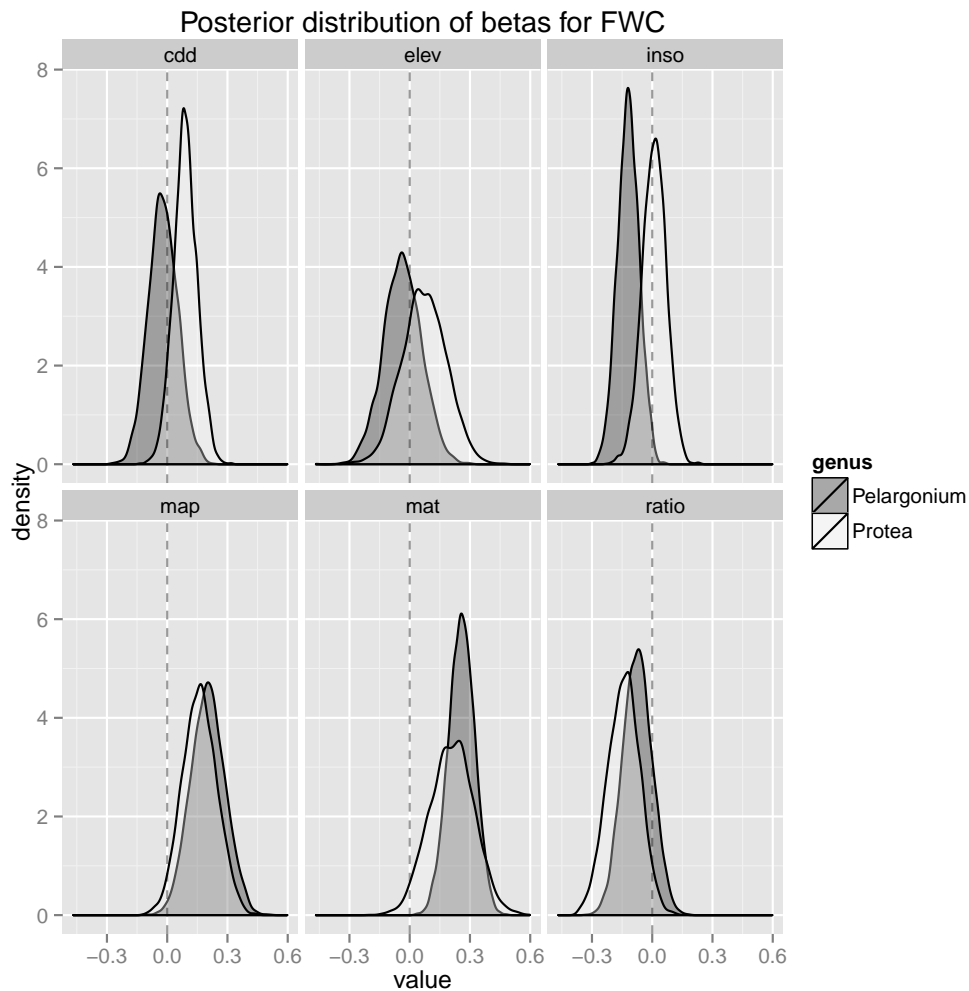 Posterior distribution of betas for FWC
cdd
elev
inso
8
6
4
2
0
density
map
mat
ratio
8
6
4
2
0
−0.3 0.0 0.3 0.6
−0.3 0.0 0.3 0.6
−0.3 0.0 0.3 0.6
value
genus
Pelargonium
Protea